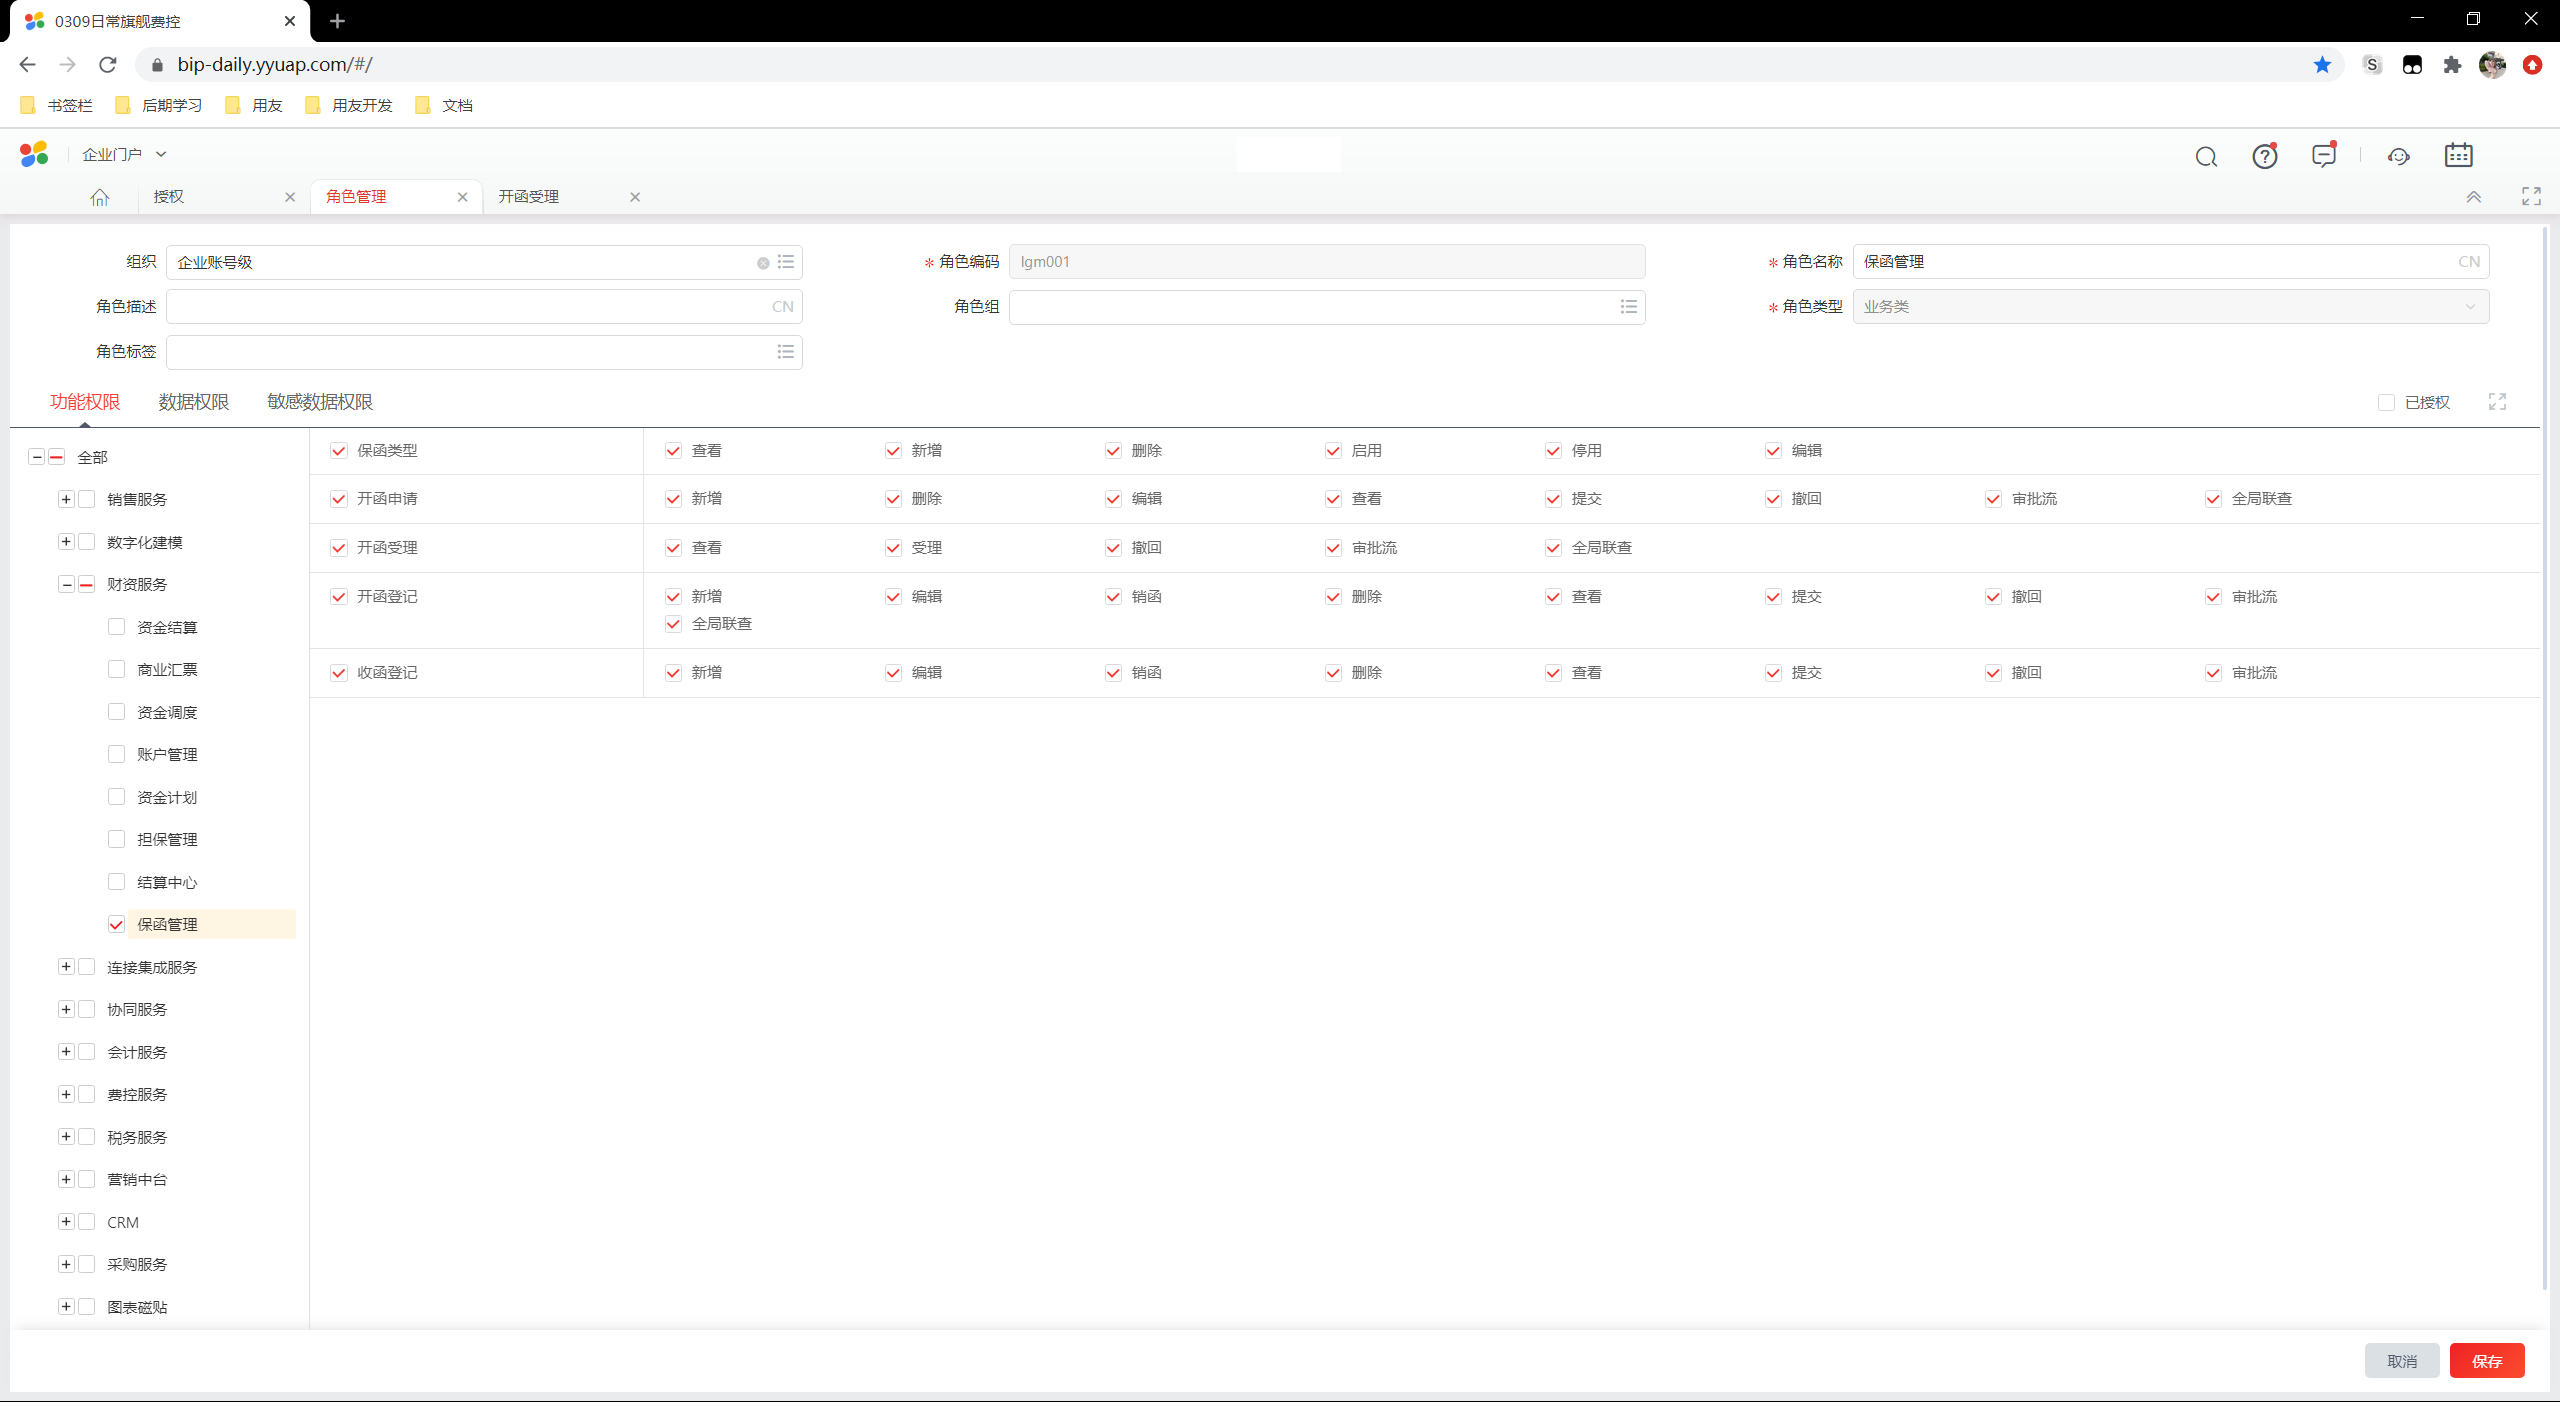 0309日常旗舰费控
bip-daily.yyuap.com/#/
书签栏 后期学习 用友 用友开发 文档
企业门户
授权 角色管理 开函受理
组织 企业账号级 * 角色编码 lgm001 * 角色名称 保函管理 CN
角色描述 CN 角色组 * 角色类型 业务类
角色标签
功能权限 数据权限 敏感数据权限 已授权
全部
销售服务
数字化建模
财资服务
资金结算
商业汇票
资金调度
账户管理
资金计划
担保管理
结算中心
保函管理
连接集成服务
协同服务
会计服务
费控服务
税务服务
营销中台
CRM
采购服务
图表磁贴
保函类型 查看 新增 删除 启用 停用 编辑
开函申请 新增 删除 编辑 查看 提交 撤回 审批流 全局联查
开函受理 查看 受理 撤回 审批流 全局联查
开函登记 新增 编辑 销函 删除 查看 提交 撤回 审批流
全局联查
收函登记 新增 编辑 销函 删除 查看 提交 撤回 审批流
取消 保存